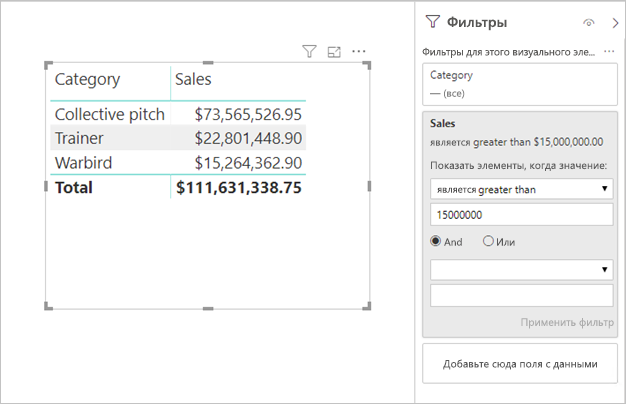 Category Sales
Collective pitch $73,565,526.95
Trainer $22,801,448.90
Warbird $15,264,362.90
Total $111,631,338.75
Фильтры
Фильтры для этого визуального эле...
Category
— (все)
Sales
является greater than $15,000,000.00
Показать элементы, когда значение:
является greater than
15000000
And Или
Применить фильтр
Добавьте сюда поля с данными